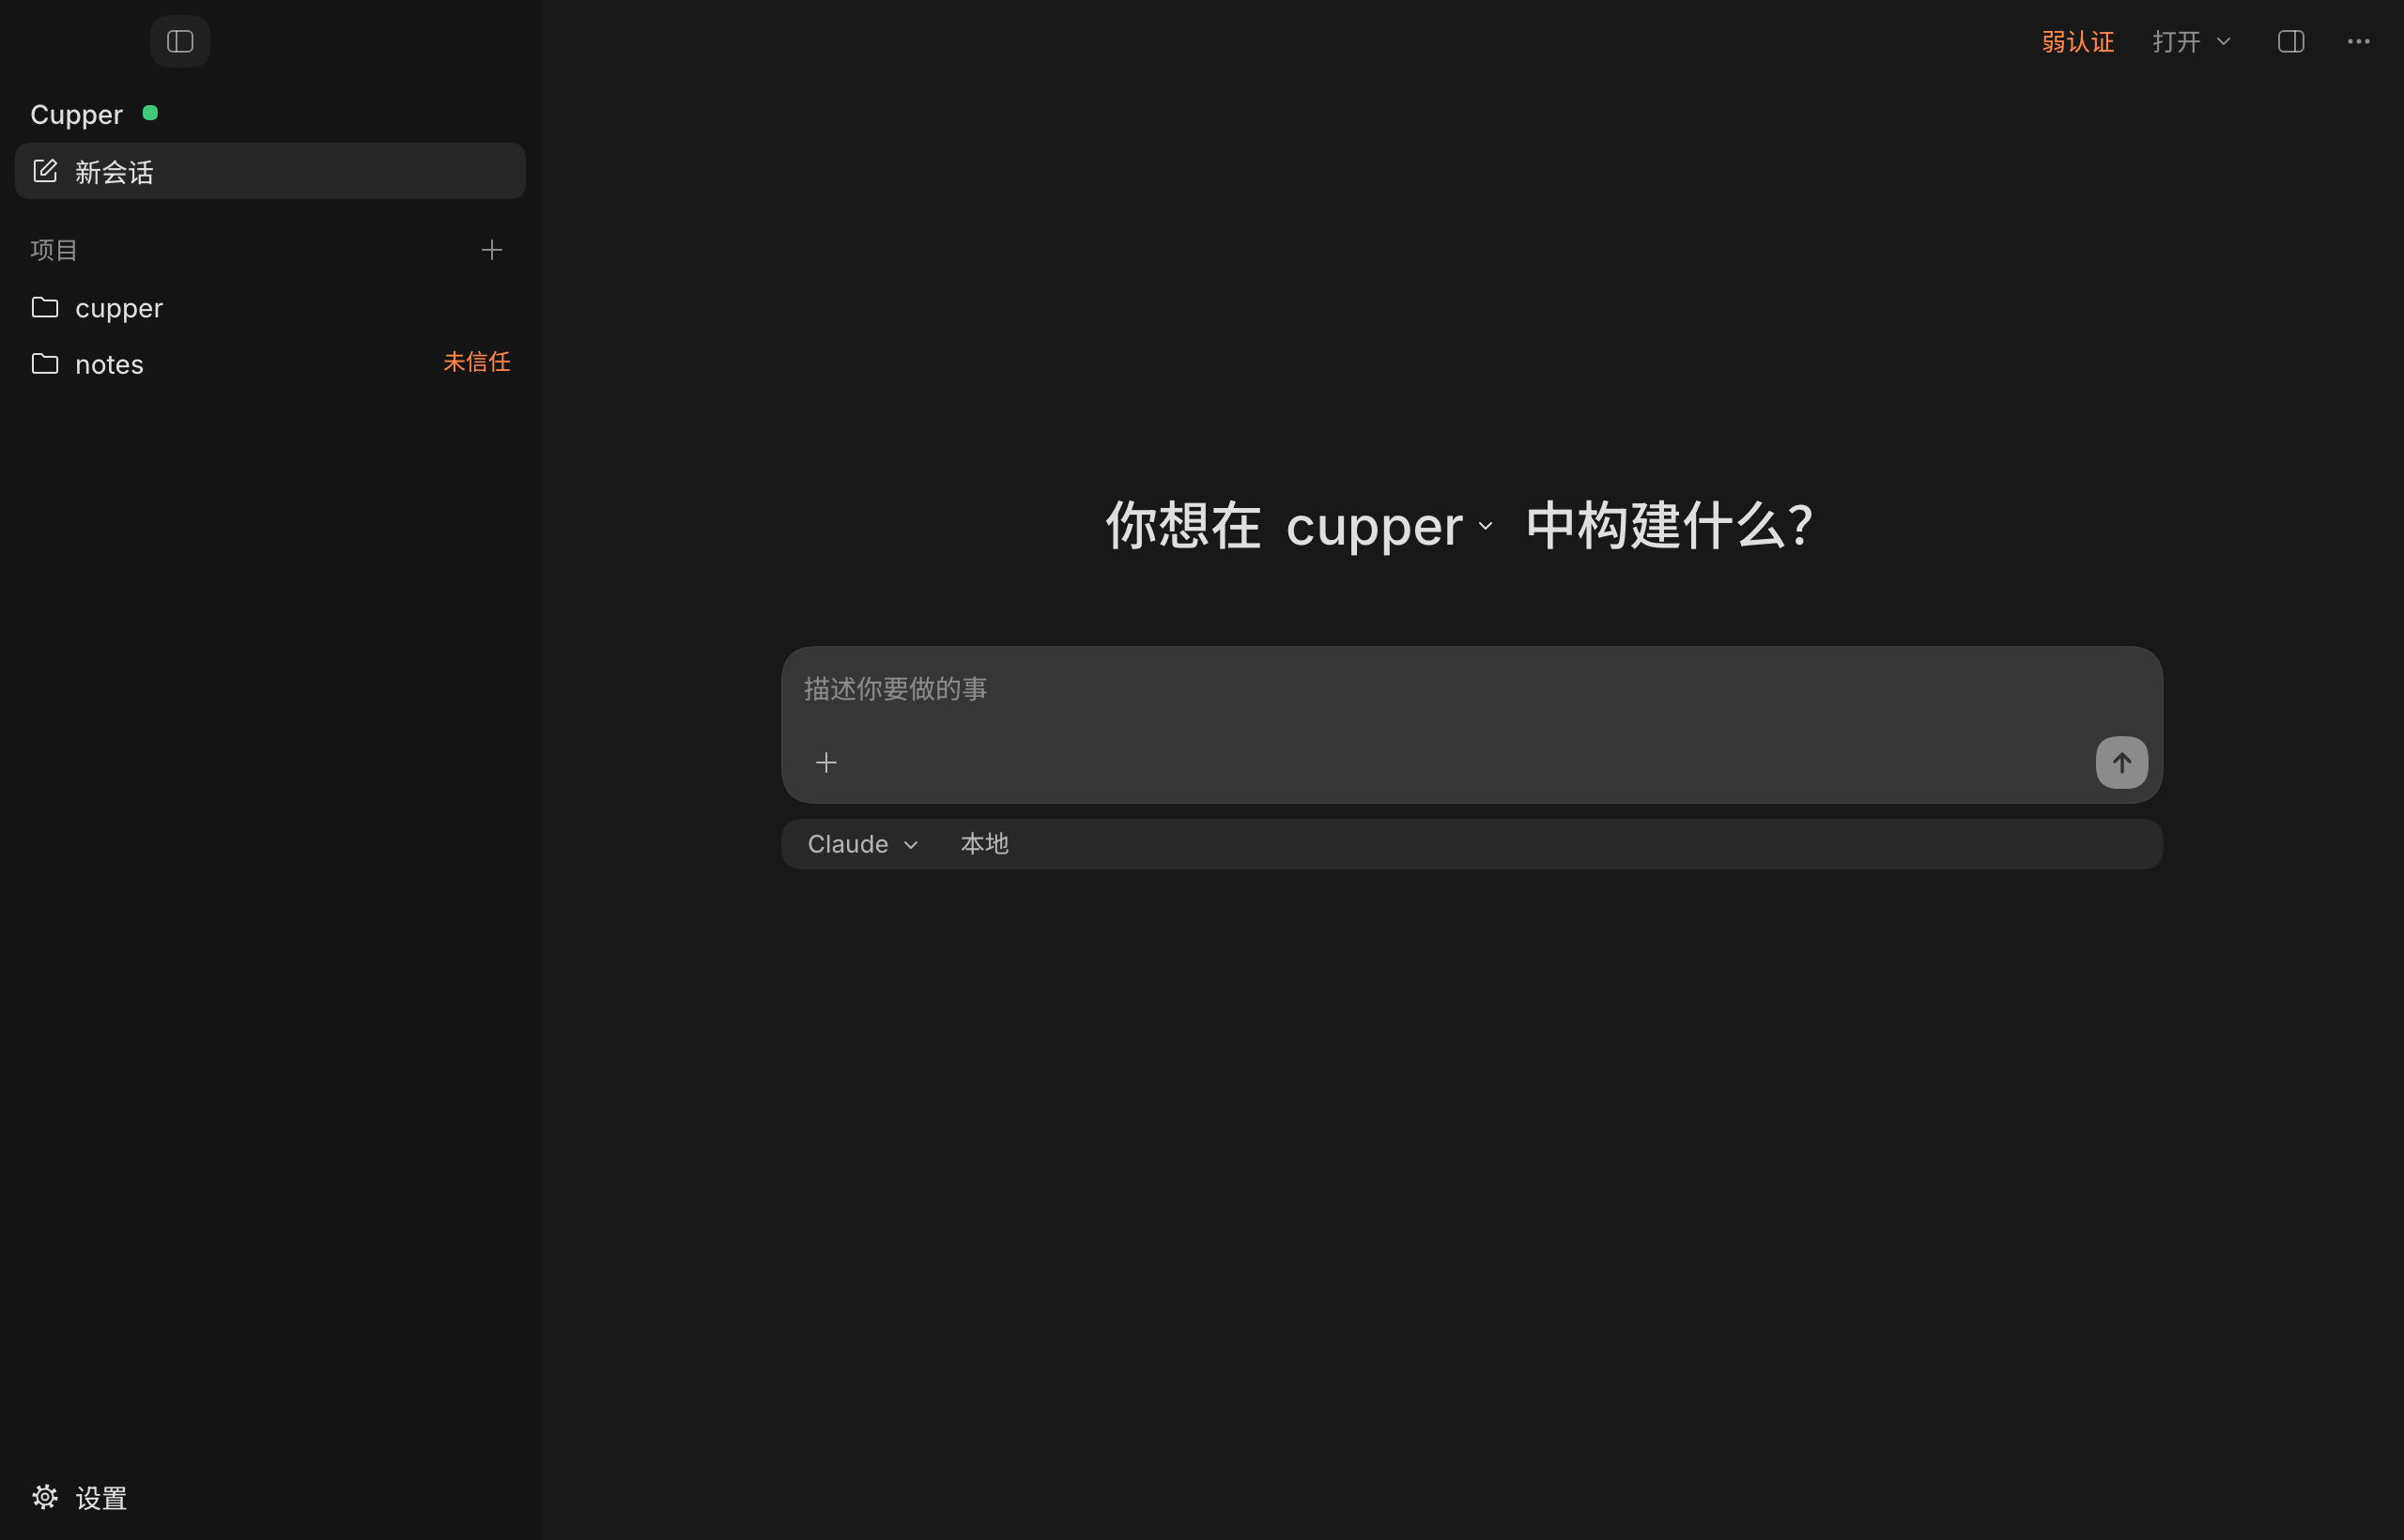 弱认证 打开
Cupper
新会话
项目
cupper
notes 未信任
你想在 cupper 中构建什么?
描述你要做的事
Claude 本地
设置